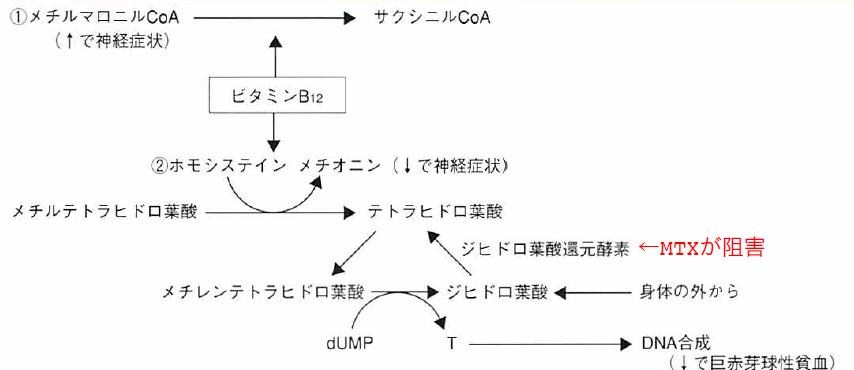 ①メチルマロニルCoA サクシニルCoA
(↑で神経症状)
ビタミンB₁₂
②ホモシステイン メチオニン (↓で神経症状)
メチルテトラヒドロ葉酸 テトラヒドロ葉酸
ジヒドロ葉酸還元酵素 ←MTXが阻害
メチレンテトラヒドロ葉酸 ジヒドロ葉酸 身体の外から
dUMP T DNA合成
(↓で巨赤芽球性貧血)